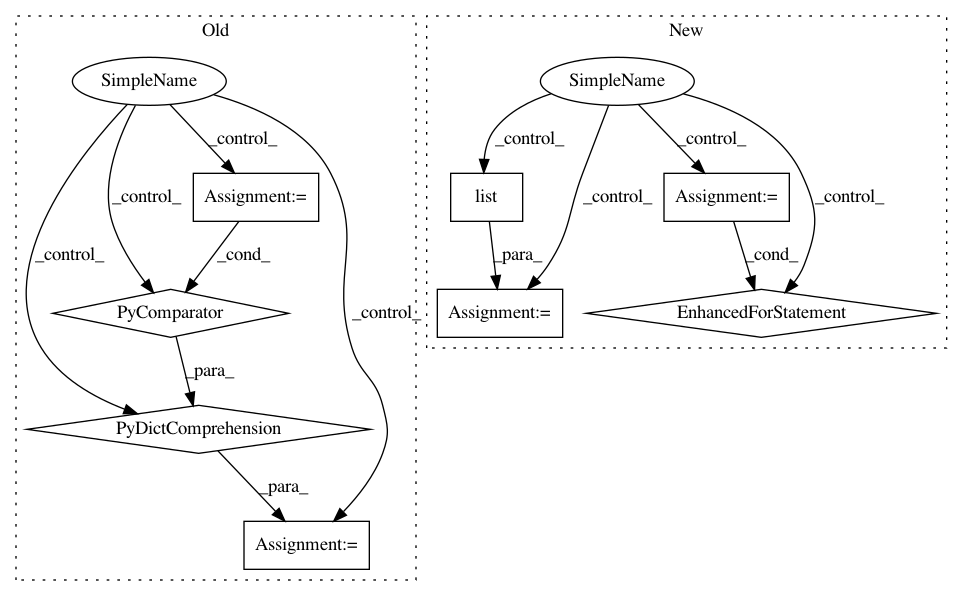 Old
New
SimpleName
SimpleName
_control_
_control_
_control_
_control_
_control_
_control_
_control_
_control_
Assignment:=
list
Assignment:=
_cond_
_para_
_cond_
PyComparator
Assignment:=
EnhancedForStatement
_para_
PyDictComprehension
_para_
Assignment:=